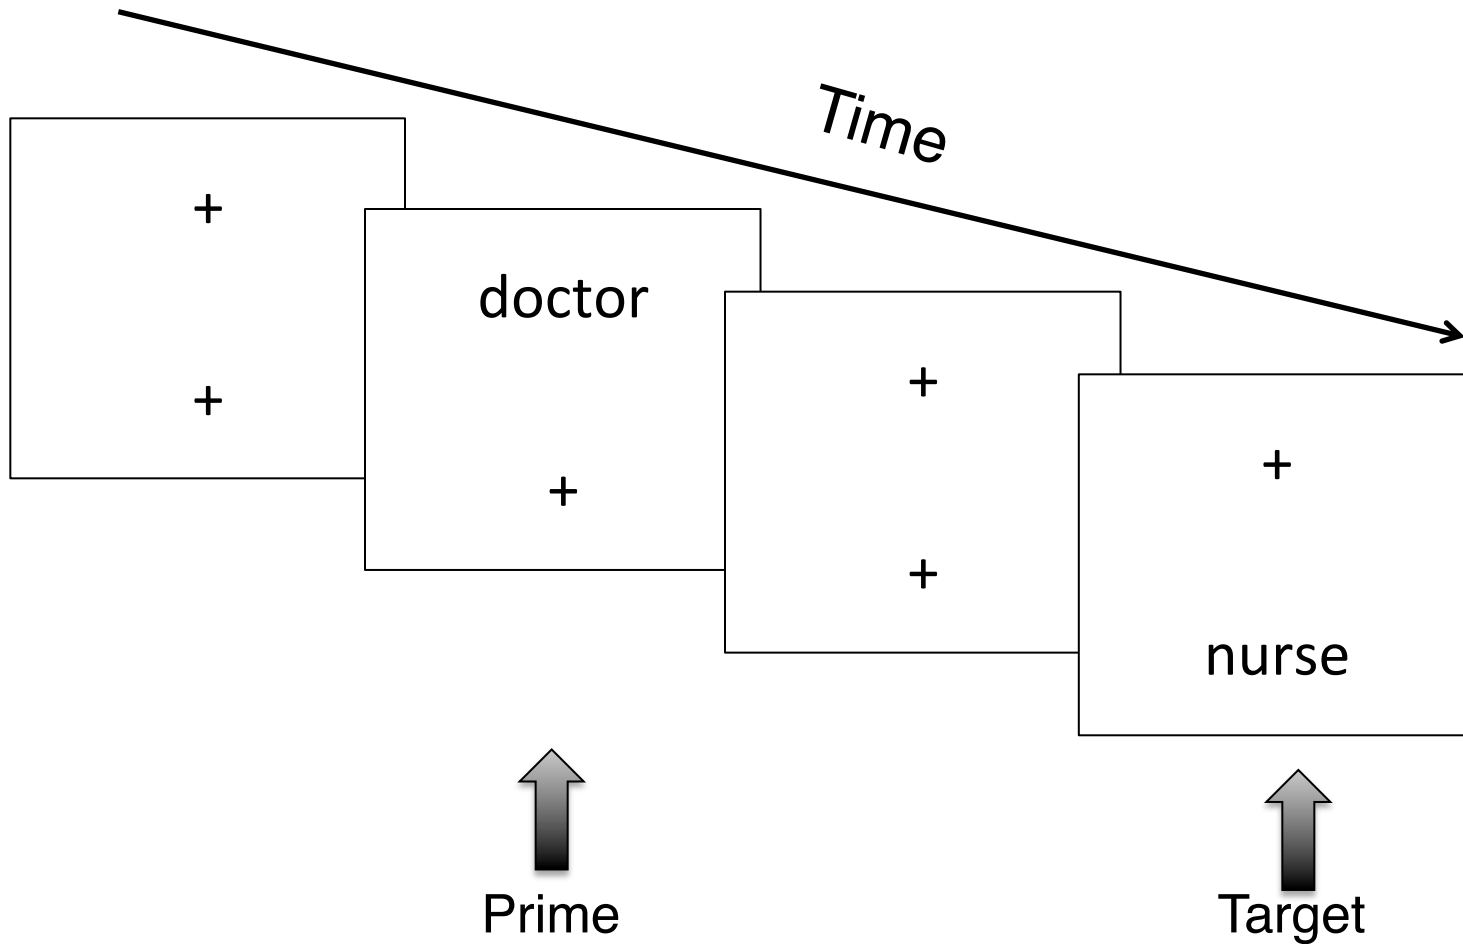 Time
+
+
doctor
+
+
+
+
nurse
Prime
Target